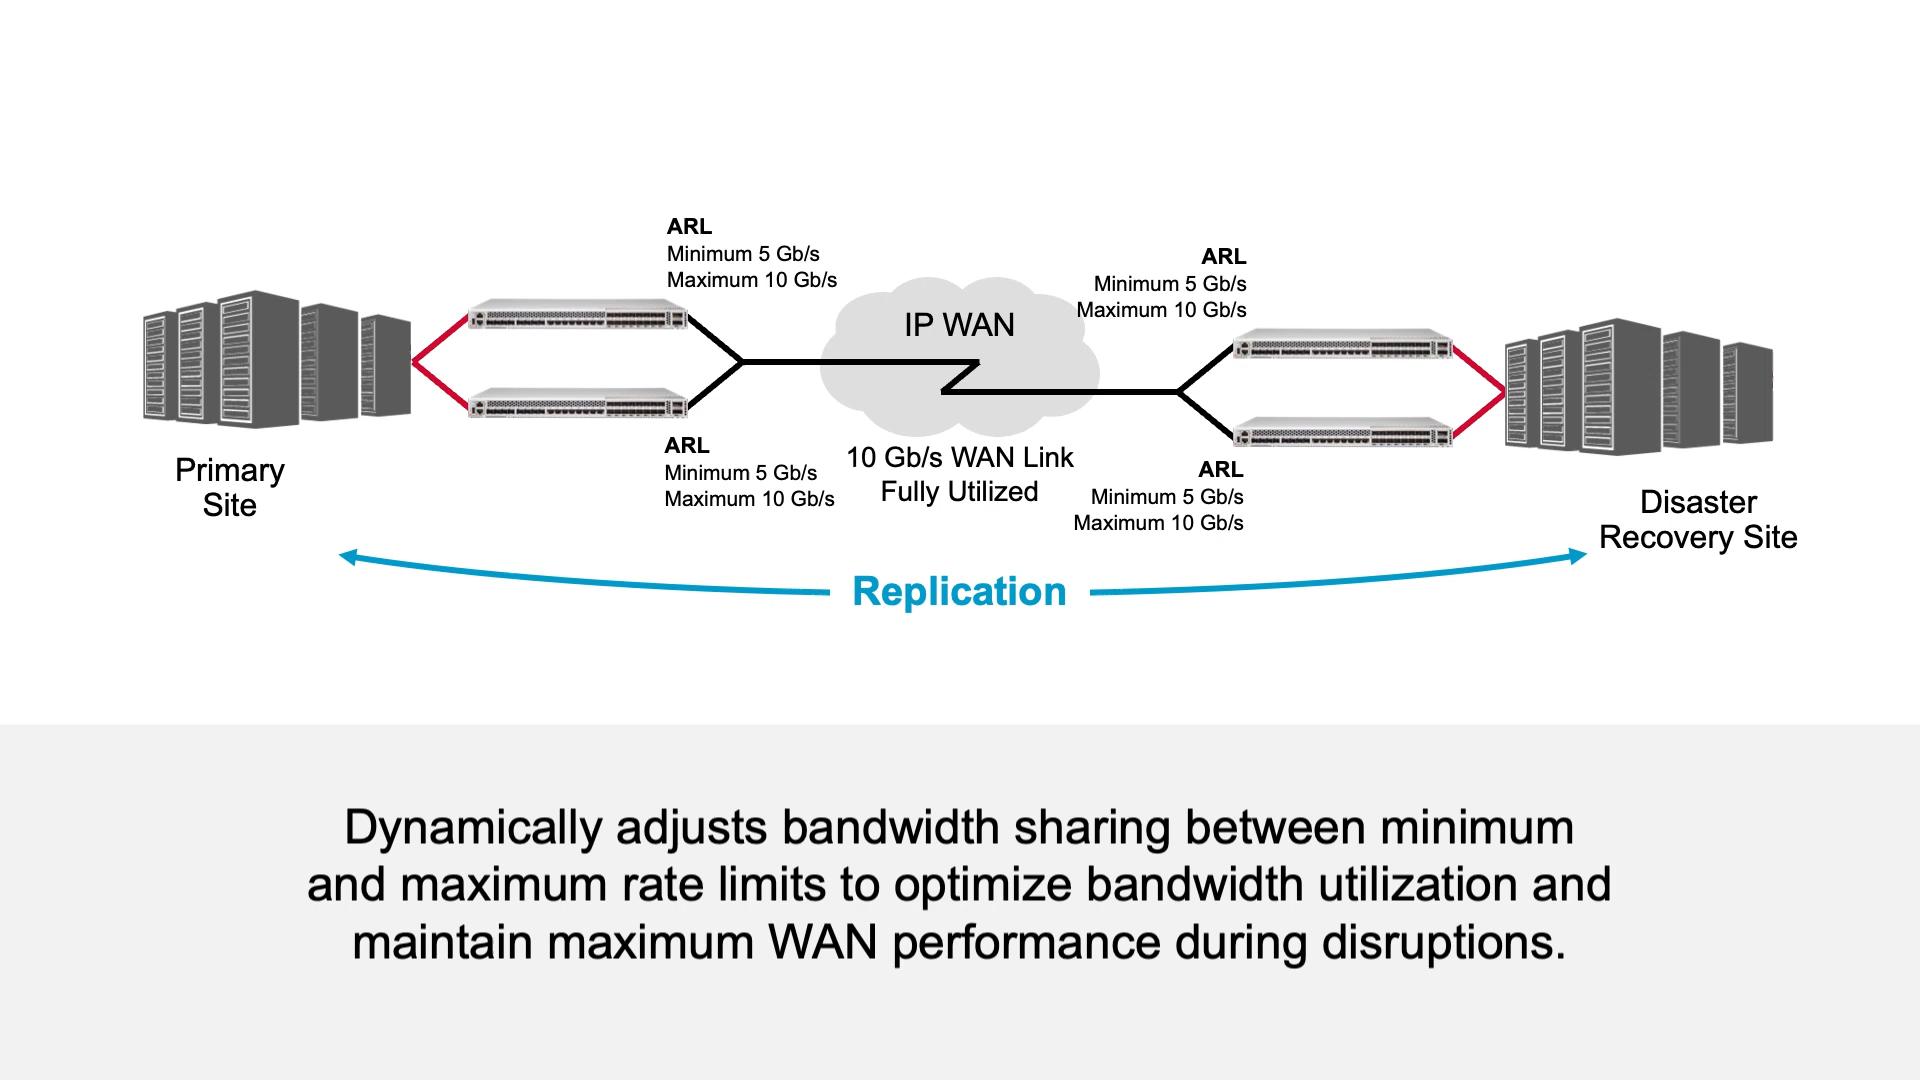 ARL
Minimum 5 Gb/s
Maximum 10 Gb/s
ARL
Minimum 5 Gb/s
Maximum 10 Gb/s
IP WAN
10 Gb/s WAN Link
Fully Utilized
ARL
Minimum 5 Gb/s
Maximum 10 Gb/s
ARL
Minimum 5 Gb/s
Maximum 10 Gb/s
Primary
Site
Disaster
Recovery Site
Replication
Dynamically adjusts bandwidth sharing between minimum
and maximum rate limits to optimize bandwidth utilization and
maintain maximum WAN performance during disruptions.